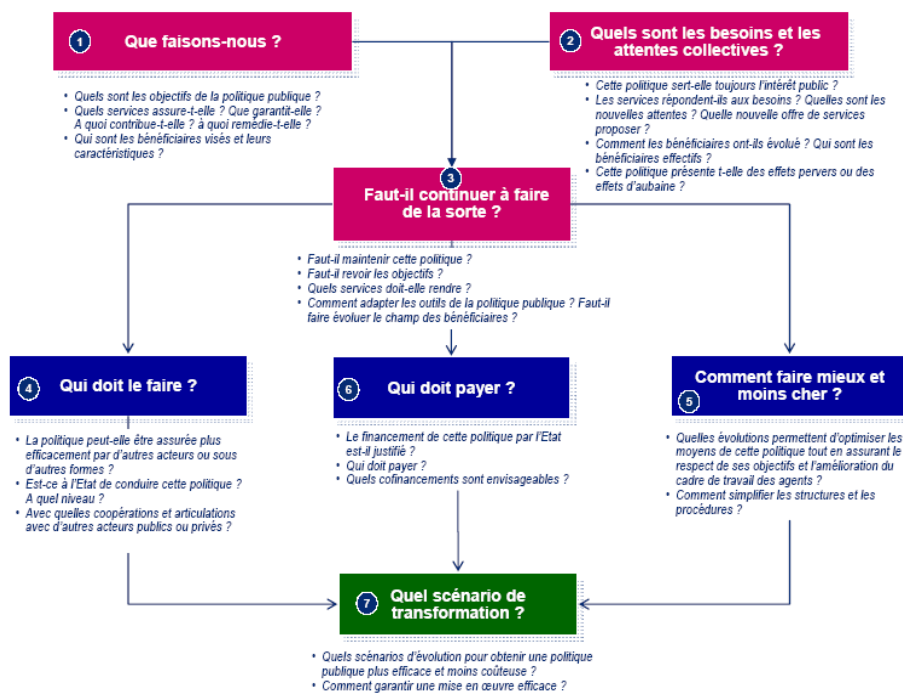 1
Que faisons-nous ?
2
Quels sont les besoins et les
attentes collectives ?
• Quels sont les objectifs de la politique publique ?
• Quels services assure-t-elle ? Que garantit-elle ?
A quoi contribue-t-elle ? à quoi remédie-t-elle ?
• Qui sont les bénéficiaires visés et leurs
caractéristiques ?
• Cette politique sert-elle toujours l'intérêt public ?
• Les services répondent-ils aux besoins ? Quelles sont les
nouvelles attentes ? Quelle nouvelle offre de services
proposer ?
• Comment les bénéficiaires ont-ils évolué ? Qui sont les
bénéficiaires effectifs ?
• Cette politique présente t-elle des effets pervers ou des
effets d'aubaine ?
3
Faut-il continuer à faire
de la sorte ?
• Faut-il maintenir cette politique ?
• Faut-il revoir les objectifs ?
• Quels services doit-elle rendre ?
• Comment adapter les outils de la politique publique ? Faut-il
faire évoluer le champ des bénéficiaires ?
4
Qui doit le faire ?
• La politique peut-elle être assurée plus
efficacement par d'autres acteurs ou sous
d'autres formes ?
• Est-ce à l'Etat de conduire cette politique ?
A quel niveau ?
• Avec quelles coopérations et articulations
avec d'autres acteurs publics ou privés ?
6
Qui doit payer ?
• Le financement de cette politique par l'Etat
est-il justifié ?
• Qui doit payer ?
• Quels cofinancements sont envisageables ?
Comment faire mieux et
moins cher ?
5
• Quelles évolutions permettent d'optimiser les
moyens de cette politique tout en assurant le
respect de ses objectifs et l'amélioration du
cadre de travail des agents ?
• Comment simplifier les structures et les
procédures ?
7
Quel scénario de
transformation ?
• Quels scénarios d'évolution pour obtenir une politique
publique plus efficace et moins coûteuse ?
• Comment garantir une mise en œuvre efficace ?